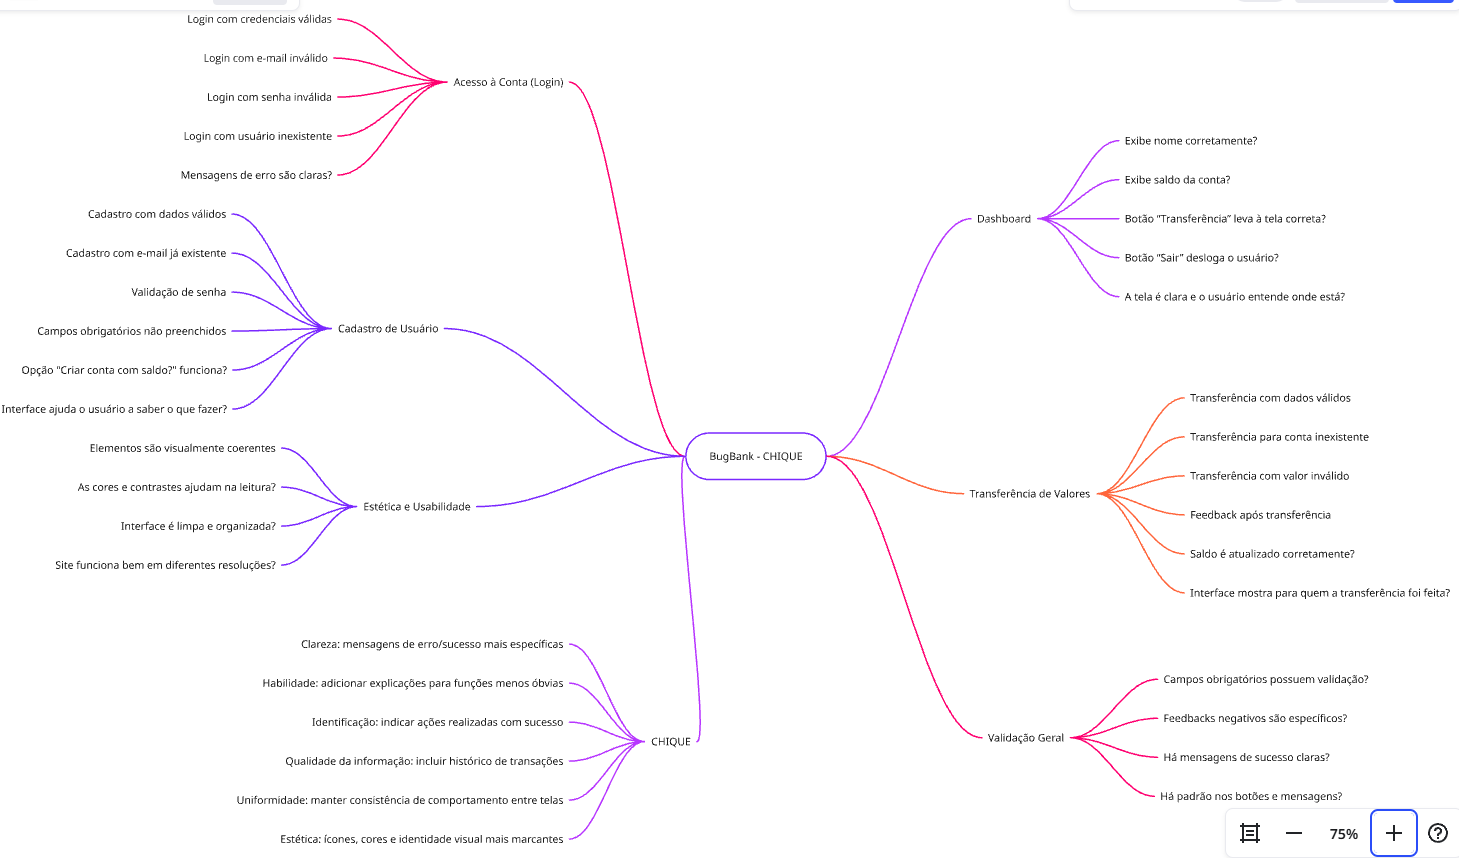 Login com credenciais válidas
Login com e-mail inválido
Login com senha inválida
Login com usuário inexistente
Mensagens de erro são claras?
Acesso à Conta (Login)
Cadastro com dados válidos
Cadastro com e-mail já existente
Validação de senha
Campos obrigatórios não preenchidos
Opção "Criar conta com saldo?" funciona?
Interface ajuda o usuário a saber o que fazer?
Cadastro de Usuário
Elementos são visualmente coerentes
As cores e contrastes ajudam na leitura?
Interface é limpa e organizada?
Site funciona bem em diferentes resoluções?
Estética e Usabilidade
Clareza: mensagens de erro/sucesso mais específicas
Habilidade: adicionar explicações para funções menos óbvias
Identificação: indicar ações realizadas com sucesso
Qualidade da informação: incluir histórico de transações
Uniformidade: manter consistência de comportamento entre telas
Estética: ícones, cores e identidade visual mais marcantes
CHIQUE
BugBank - CHIQUE
Dashboard
Exibe nome corretamente?
Exibe saldo da conta?
Botão “Transferência” leva à tela correta?
Botão “Sair” desloga o usuário?
A tela é clara e o usuário entende onde está?
Transferência de Valores
Transferência com dados válidos
Transferência para conta inexistente
Transferência com valor inválido
Feedback após transferência
Saldo é atualizado corretamente?
Interface mostra para quem a transferência foi feita?
Validação Geral
Campos obrigatórios possuem validação?
Feedbacks negativos são específicos?
Há mensagens de sucesso claras?
Há padrão nos botões e mensagens?
75%